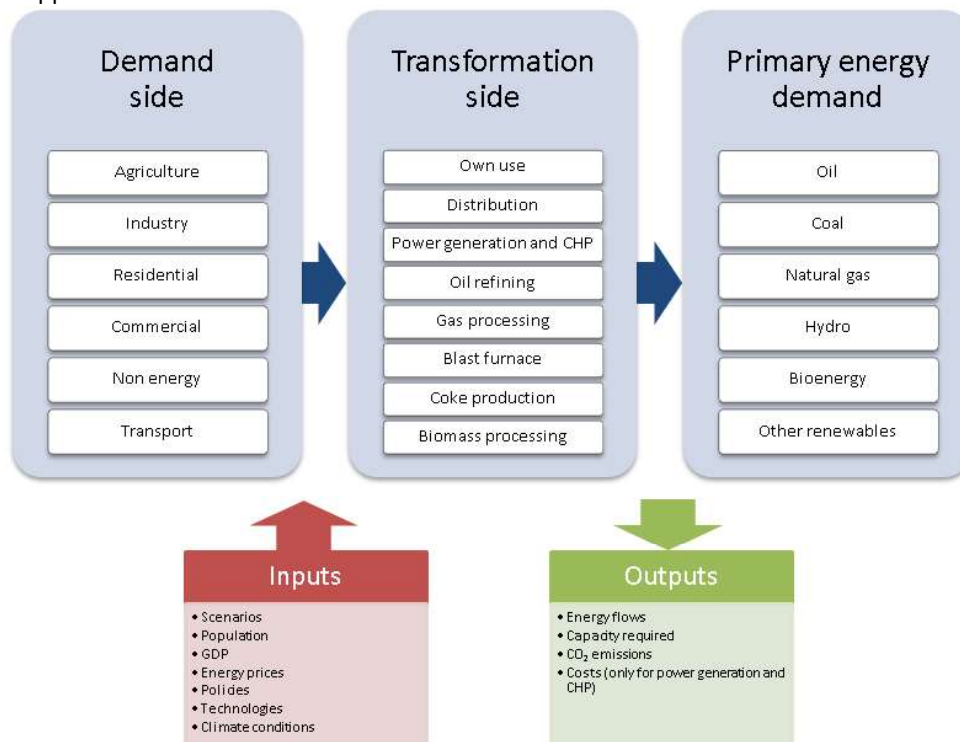 Demand
side
Agriculture
Industry
Residential
Commercial
Non energy
Transport
Transformation
side
Own use
Distribution
Power generation and CHP
Oil refining
Gas processing
Blast furnace
Coke production
Biomass processing
Primary energy
demand
Oil
Coal
Natural gas
Hydro
Bioenergy
Other renewables
Inputs
• Scenarios
• Population
• GDP
• Energy prices
• Policies
• Technologies
• Climate conditions
Outputs
• Energy flows
• Capacity required
• CO₂ emissions
• Costs (only for power generation and
CHP)